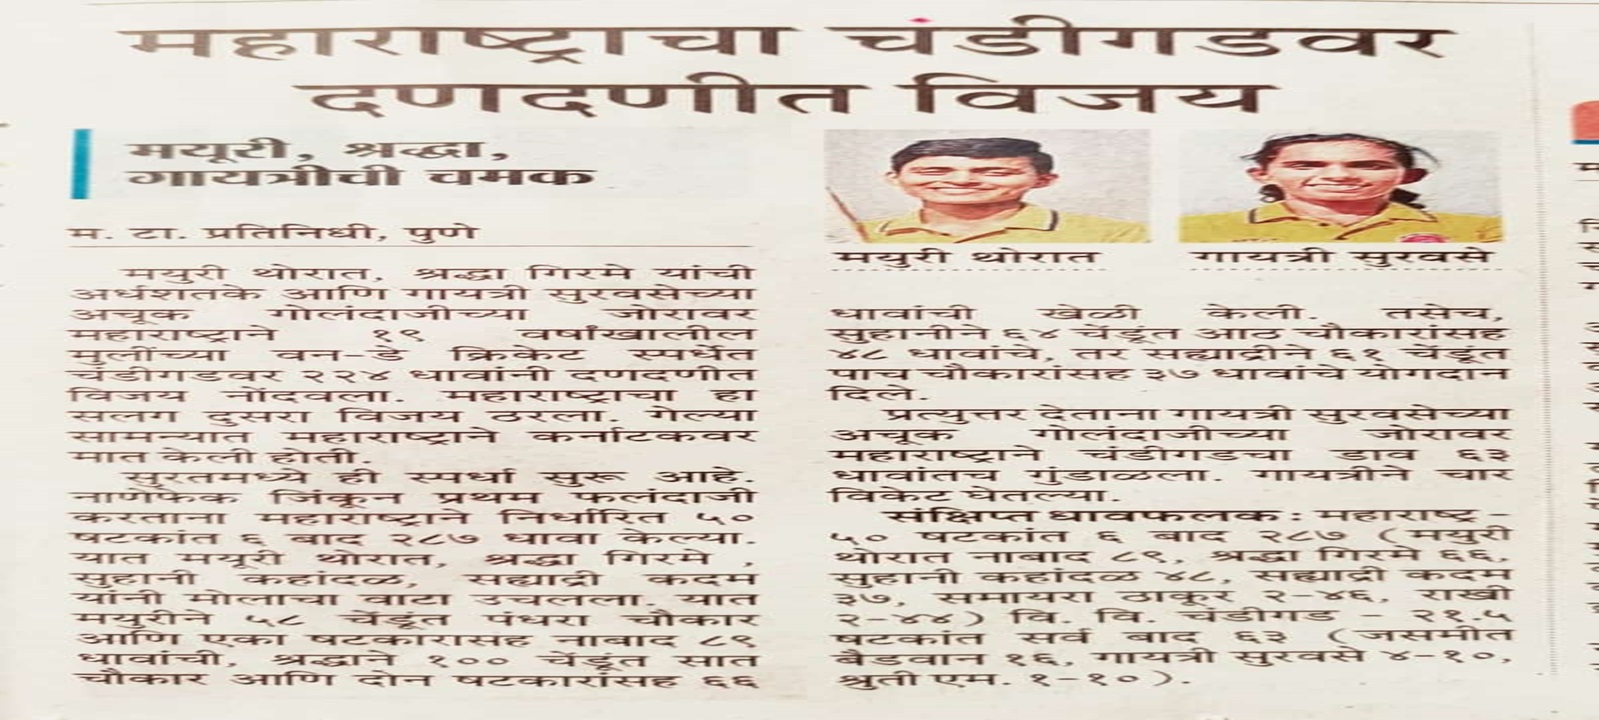 महाराष्ट्राचा चंडीगडवर
दणदणीत विजय
मयूरी, श्रद्धा,
गायत्रीची चमक
म. टा. प्रतिनिधी, पुणे
मयुरी थोरात, श्रद्धा गिरमे यांची
अर्धशतके आणि गायत्री सुरवसेच्या
अचूक गोलंदाजीच्या जोरावर
महाराष्ट्राने १९ वर्षांखालील
मुलींच्या वन-डे क्रिकेट स्पर्धेत
चंडीगडवर २२४ धावांनी दणदणीत
विजय नोंदवला. महाराष्ट्राचा हा
सलग दुसरा विजय ठरला. गेल्या
सामन्यात महाराष्ट्राने कर्नाटकवर
मात केली होती.
सुरतमध्ये ही स्पर्धा सुरू आहे.
नाणेफेक जिंकून प्रथम फलंदाजी
करताना महाराष्ट्राने निर्धारित ५०
षटकांत ६ बाद २८७ धावा केल्या.
यात मयूरी थोरात, श्रद्धा गिरमे ,
सुहानी कहांदळ, सह्याद्री कदम
यांनी मोलाचा वाटा उचलला. यात
मयुरीने ५८ चेंडूंत पंधरा चौकार
आणि एका षटकारासह नाबाद ८९
धावांची, श्रद्धाने १०० चेंडूंत सात
चौकार आणि दोन षटकारांसह ६६
मयुरी थोरात
गायत्री सुरवसे
धावांची खेळी केली. तसेच,
सुहानीने ६४ चेंडूंत आठ चौकारांसह
४८ धावांचे, तर सह्याद्रीने ६१ चेंडूंत
पाच चौकारांसह ३७ धावांचे योगदान
दिले.
प्रत्युत्तर देताना गायत्री सुरवसेच्या
अचूक गोलंदाजीच्या जोरावर
महाराष्ट्राने चंडीगडचा डाव ६३
धावांतच गुंडाळला. गायत्रीने चार
विकेट घेतल्या.
संक्षिप्त धावफलक : महाराष्ट्र -
५० षटकांत ६ बाद २८७ (मयुरी
थोरात नाबाद ८९, श्रद्धा गिरमे ६६,
सुहानी कहांदळ ४८, सह्याद्री कदम
३७, समायरा ठाकूर २-४६, राखी
२-४४) वि. वि. चंडीगड - २१.५
षटकांत सर्व बाद ६३ (जसमीत
बैडवान १६, गायत्री सुरवसे ४-१०,
श्रुती एम. १-१०).